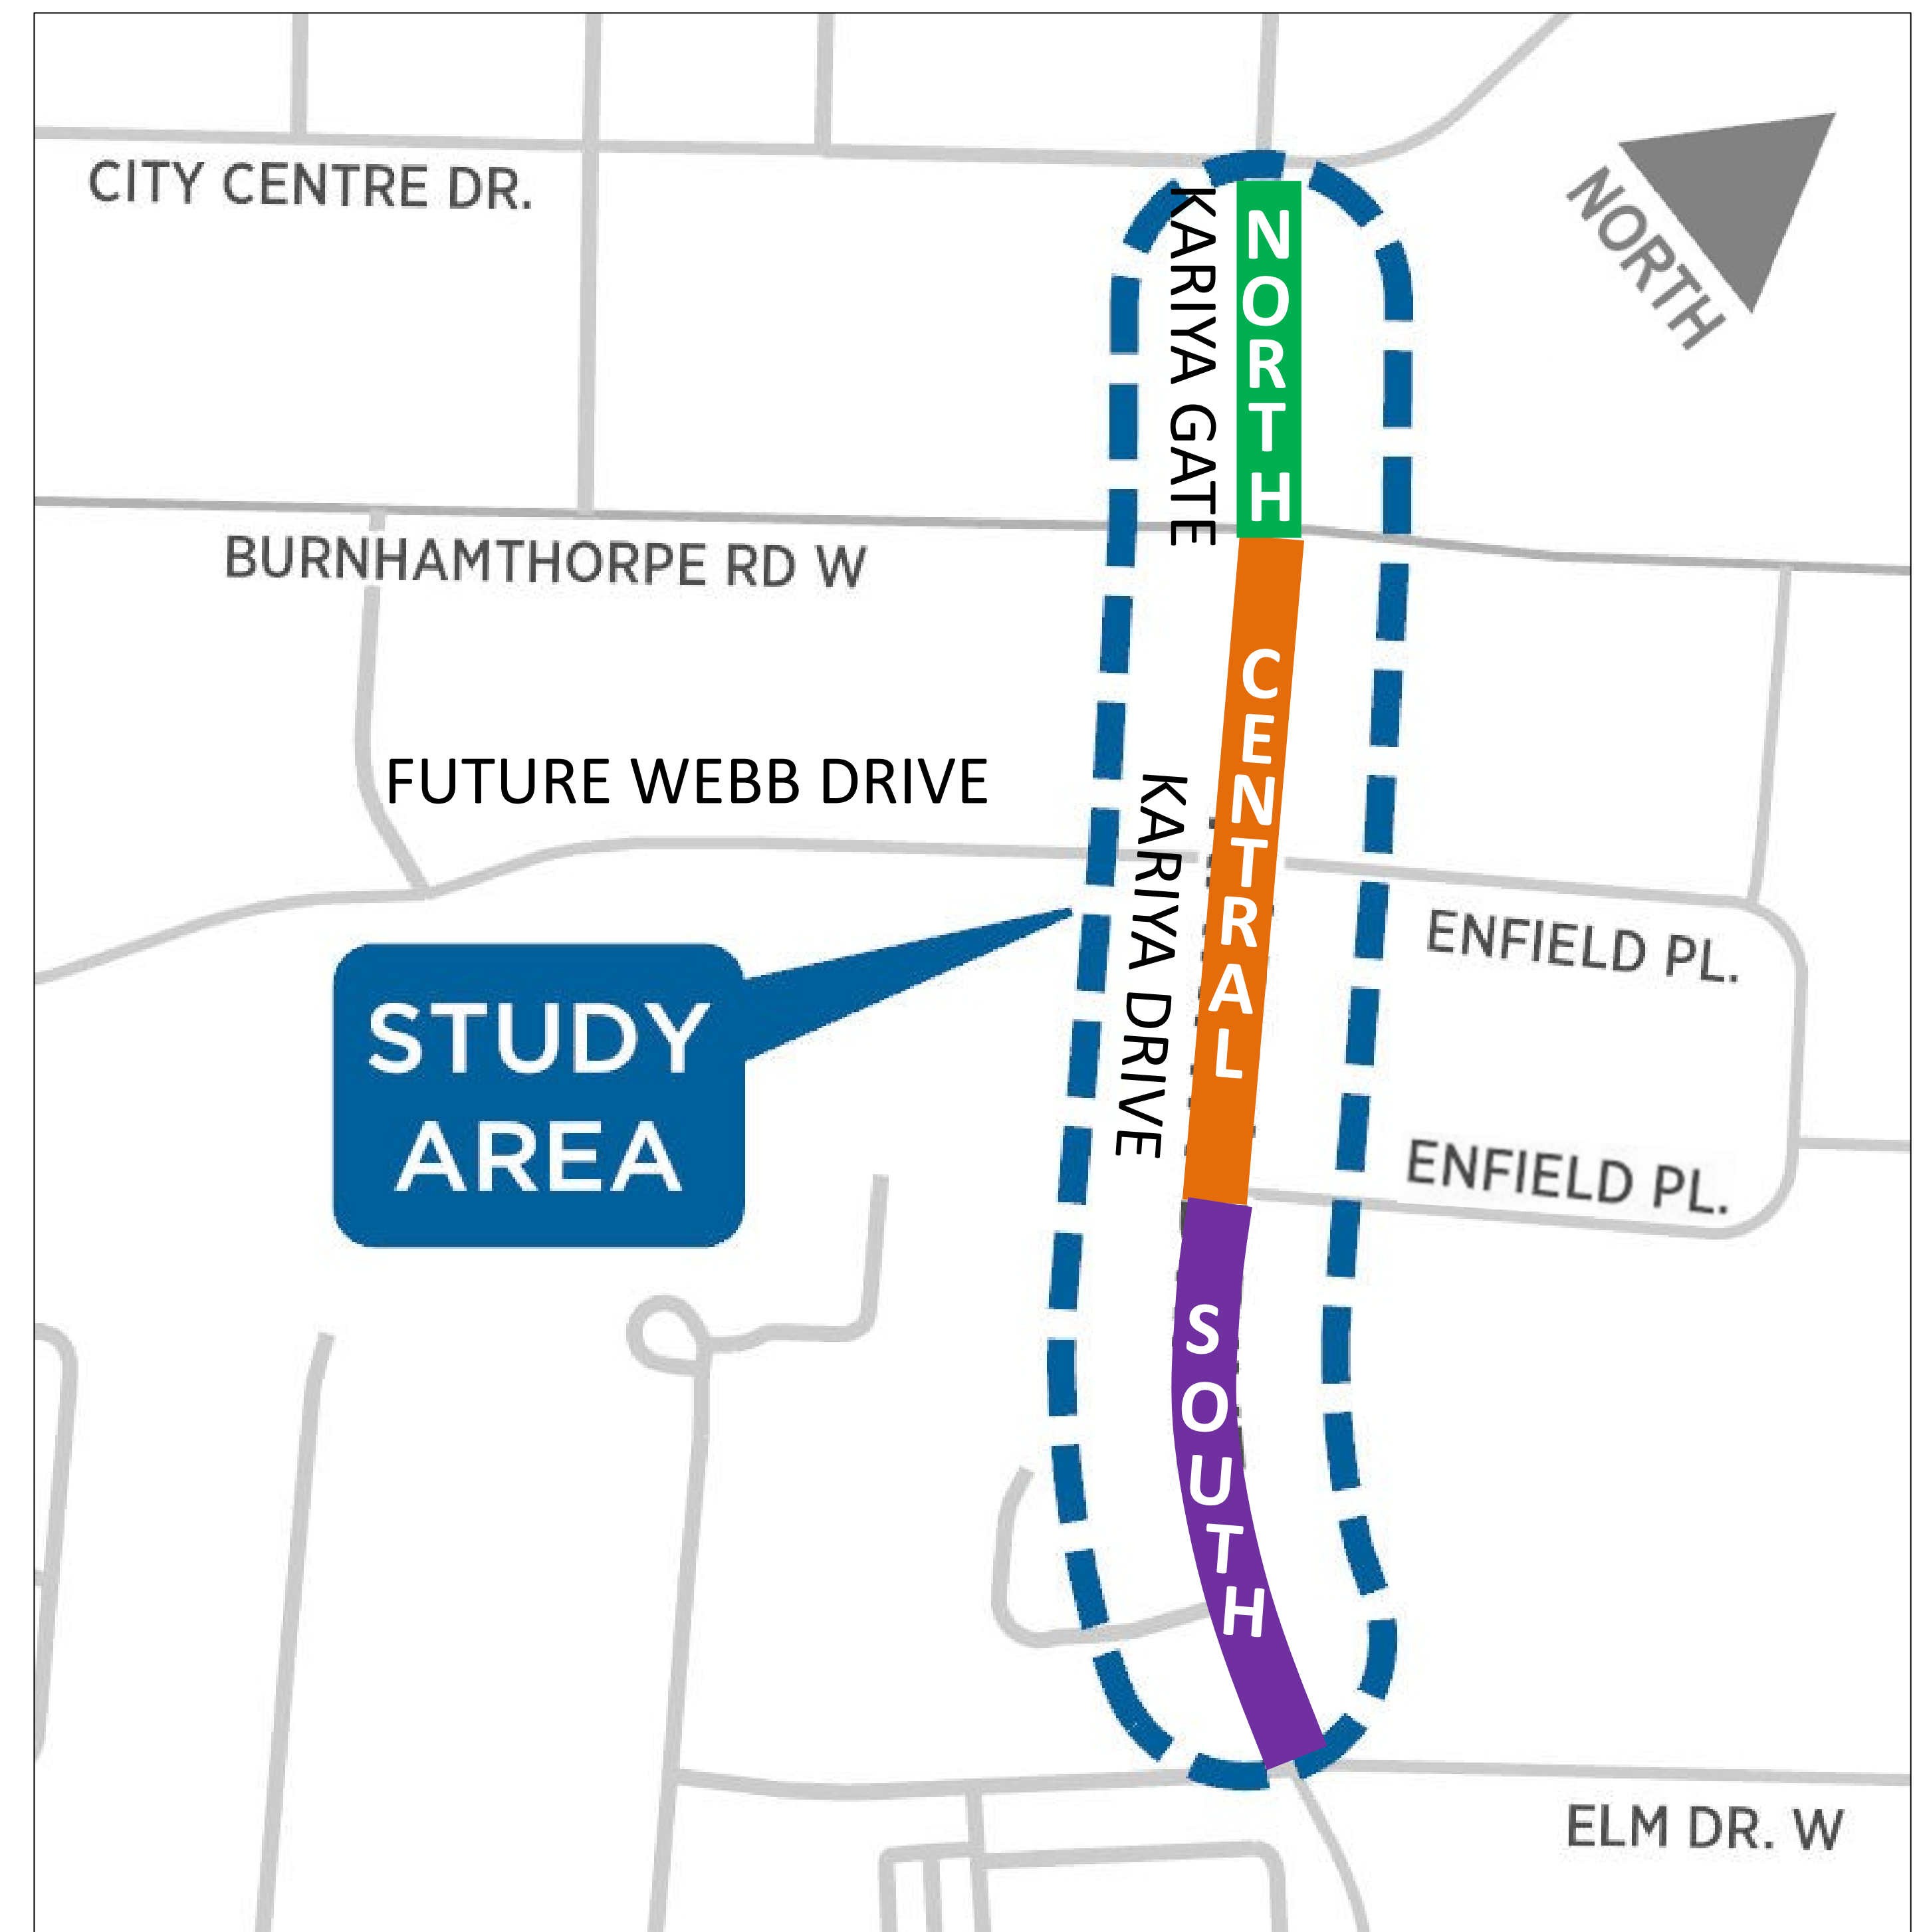 CITY CENTRE DR.
NORTH
KARIYA GATE
NORTH
BURNHAMTHORPE RD W
CENTRAL
FUTURE WEBB DRIVE
KARIYA DRIVE
ENFIELD PL.
STUDY
AREA
ENFIELD PL.
SOUTH
ELM DR. W